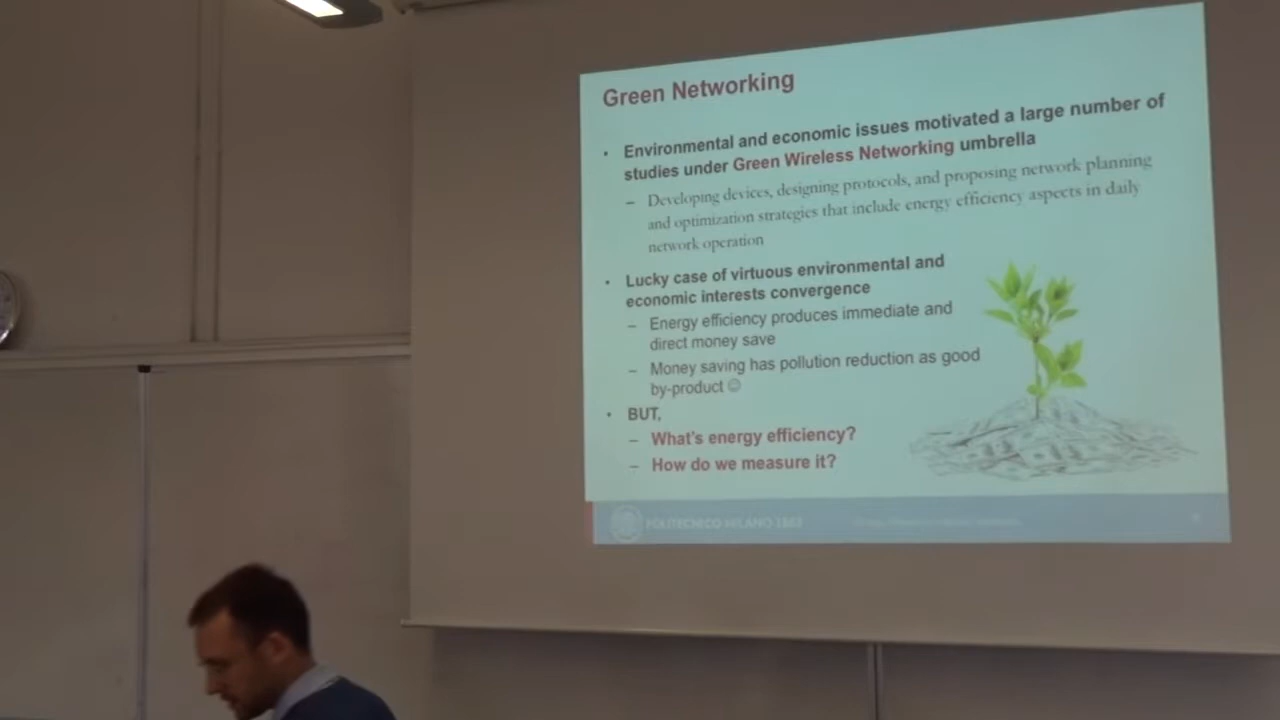 Green Networking
• Environmental and economic issues motivated a large number of
studies under Green Wireless Networking umbrella
– Developing devices, designing protocols, and proposing network planning
and optimization strategies that include energy efficiency aspects in daily
network operation
• Lucky case of virtuous environmental and
economic interests convergence
– Energy efficiency produces immediate and
direct money save
– Money saving has pollution reduction as good
by-product ☺
• BUT,
– What's energy efficiency?
– How do we measure it?
POLITECNICO MILANO 1863